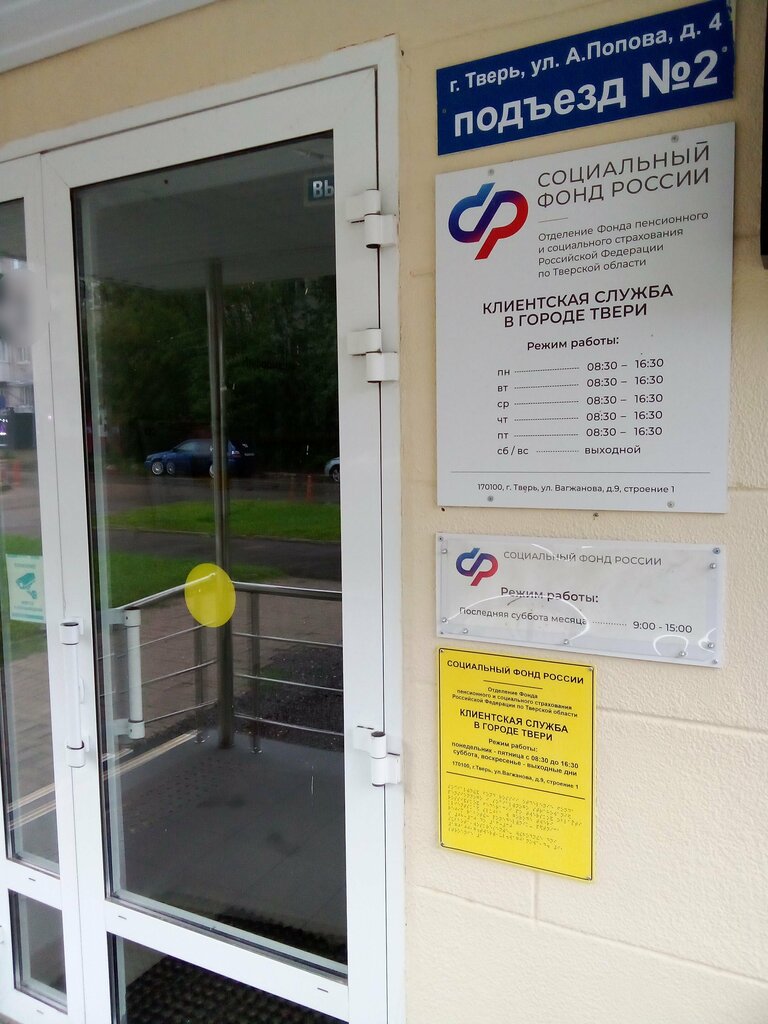 г. Тверь, ул. А.Попова, д. 4
подъезд №2
СОЦИАЛЬНЫЙ
ФОНД РОССИИ
Отделение Фонда пенсионного
и социального страхования
Российской Федерации
по Тверской области
КЛИЕНТСКАЯ СЛУЖБА
В ГОРОДЕ ТВЕРИ
Режим работы:
пн 08:30 – 16:30
вт 08:30 – 16:30
ср 08:30 – 16:30
чт 08:30 – 16:30
пт 08:30 – 16:30
сб / вс выходной
170100, г. Тверь, ул. Вагжанова, д.9, строение 1
СОЦИАЛЬНЫЙ ФОНД РОССИИ
Режим работы:
Последняя суббота месяца 9:00 - 15:00
СОЦИАЛЬНЫЙ ФОНД РОССИИ
Отделение Фонда
пенсионного и социального страхования
Российской Федерации по Тверской области
КЛИЕНТСКАЯ СЛУЖБА
В ГОРОДЕ ТВЕРИ
Режим работы:
понедельник - пятница с 08:30 до 16:30
суббота, воскресенье - выходные дни
170100, г.Тверь, ул.Вагжанова, д.9, строение 1
ВЫ